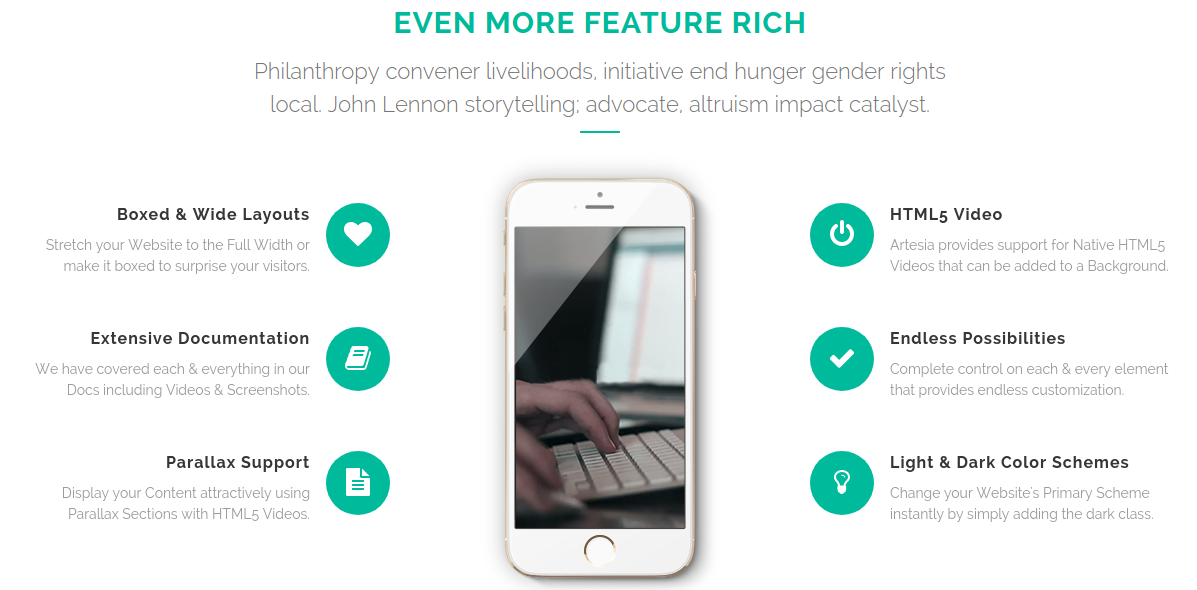 EVEN MORE FEATURE RICH
Philanthropy convener livelihoods, initiative end hunger gender rights
local. John Lennon storytelling; advocate, altruism impact catalyst.
Boxed & Wide Layouts
Stretch your Website to the Full Width or
make it boxed to surprise your visitors.
Extensive Documentation
We have covered each & everything in our
Docs including Videos & Screenshots.
Parallax Support
Display your Content attractively using
Parallax Sections with HTML5 Videos.
HTML5 Video
Artesia provides support for Native HTML5
Videos that can be added to a Background.
Endless Possibilities
Complete control on each & every element
that provides endless customization.
Light & Dark Color Schemes
Change your Website's Primary Scheme
instantly by simply adding the dark class.